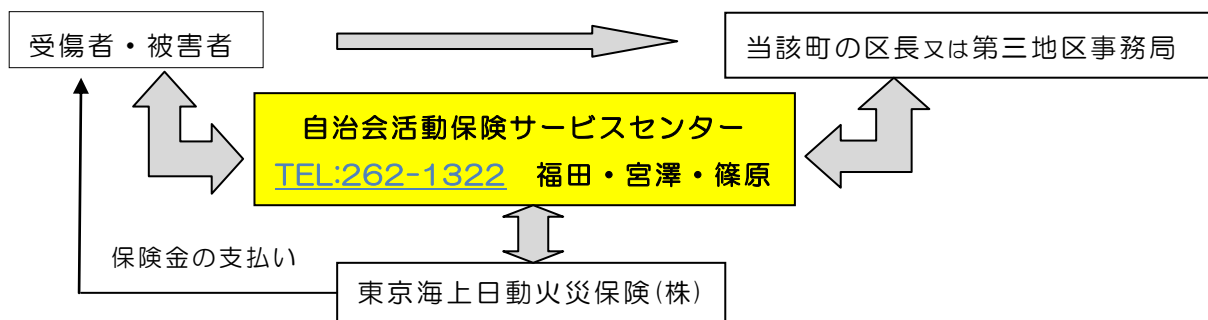 受傷者・被害者
当該町の区長又は第三地区事務局
自治会活動保険サービスセンター
TEL:262-1322 福田・宮澤・篠原
保険金の支払い
東京海上日動火災保険(株)